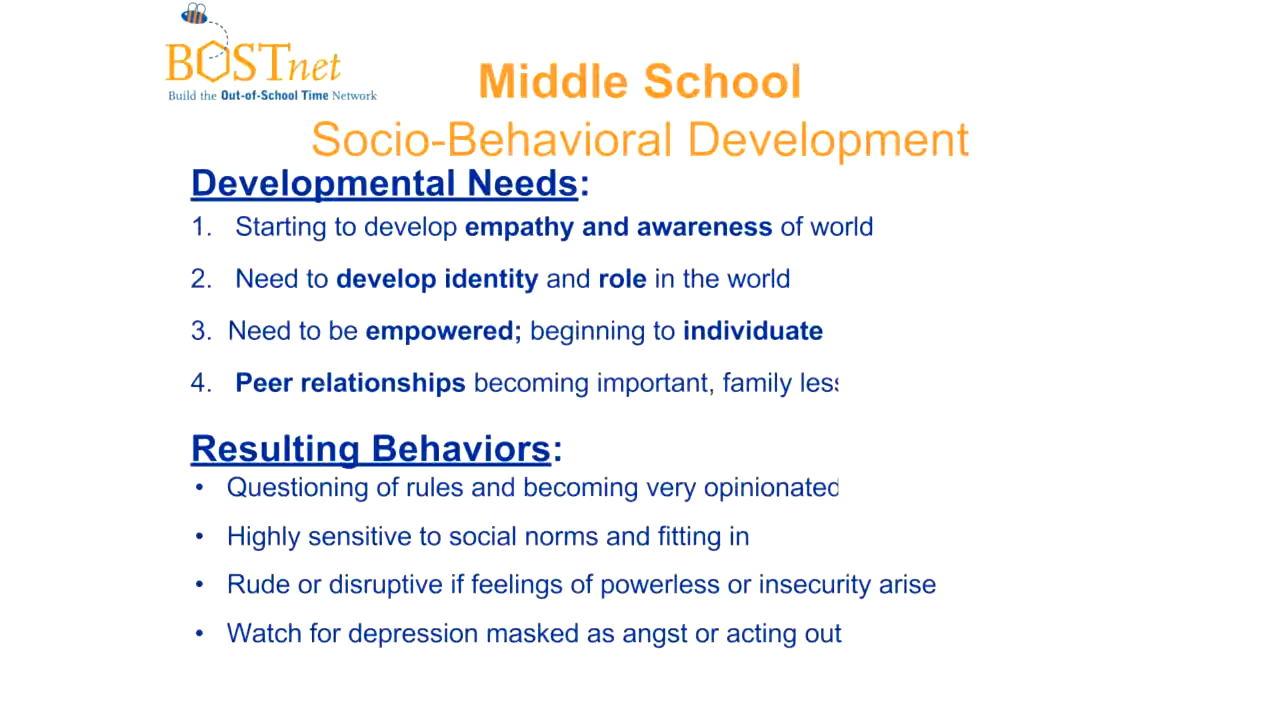 BOSTnet
Build the Out-of-School Time Network
Middle School
Socio-Behavioral Development
Developmental Needs:
1. Starting to develop empathy and awareness of world
2. Need to develop identity and role in the world
3. Need to be empowered; beginning to individuate
4. Peer relationships becoming important, family less
Resulting Behaviors:
• Questioning of rules and becoming very opinionated
• Highly sensitive to social norms and fitting in
• Rude or disruptive if feelings of powerless or insecurity arise
• Watch for depression masked as angst or acting out